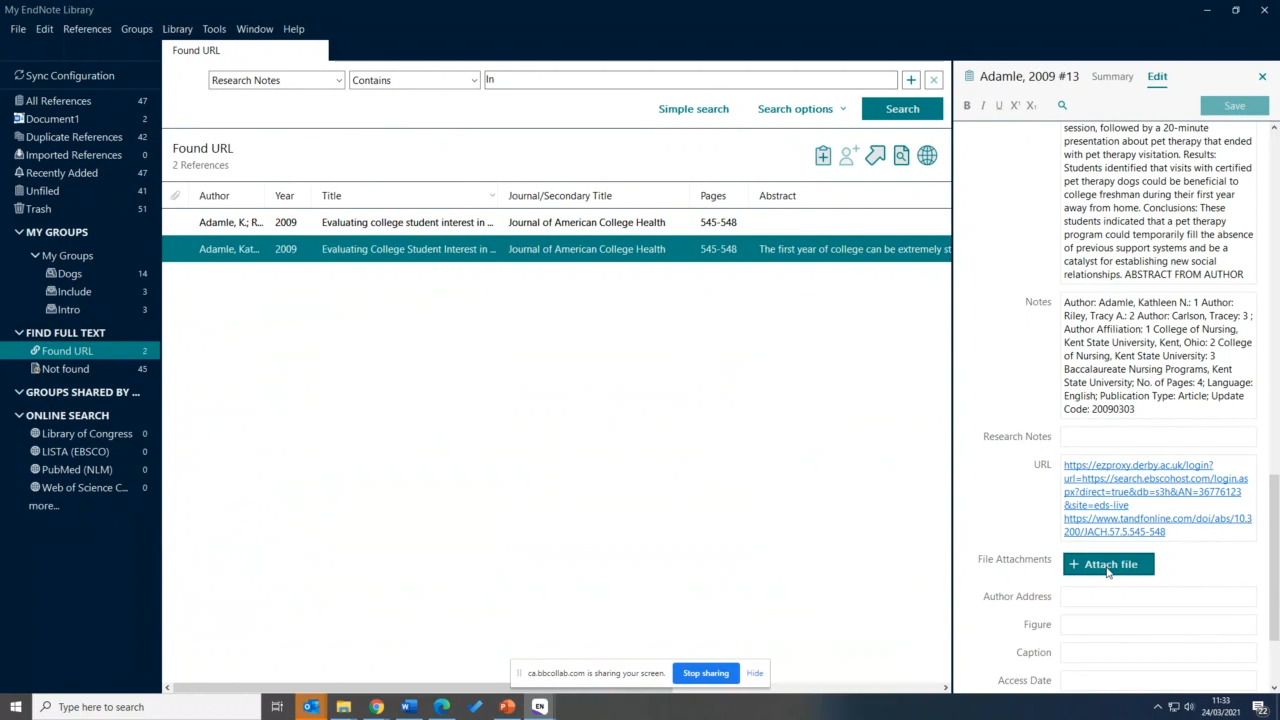 My EndNote Library
File Edit References Groups Library Tools Window Help
Found URL
Sync Configuration
All References 47
Document1 2
Duplicate References 42
Imported References 0
Recently Added 47
Unfiled 41
Trash 51
MY GROUPS
My Groups
Dogs 14
Include 3
Intro 3
FIND FULL TEXT
Found URL 2
Not found 45
GROUPS SHARED BY ...
ONLINE SEARCH
Library of Congress 0
LISTA (EBSCO) 0
PubMed (NLM) 0
Web of Science C... 0
more...
Research Notes Contains In
Simple search Search options Search
Found URL
2 References
Author Year Title Journal/Secondary Title Pages Abstract
Adamle, K.; R... 2009 Evaluating college student interest in ... Journal of American College Health 545-548
Adamle, Kat... 2009 Evaluating College Student Interest in ... Journal of American College Health 545-548 The first year of college can be extremely st
Adamle, 2009 #13 Summary Edit
B I U X¹ X₁ Save
session, followed by a 20-minute
presentation about pet therapy that ended
with pet therapy visitation. Results:
Students identified that visits with certified
pet therapy dogs could be beneficial to
college freshman during their first year
away from home. Conclusions: These
students indicated that a pet therapy
program could temporarily fill the absence
of previous support systems and be a
catalyst for establishing new social
relationships. ABSTRACT FROM AUTHOR
Notes
Author: Adamle, Kathleen N.: 1 Author:
Riley, Tracy A.: 2 Author: Carlson, Tracey: 3 ;
Author Affiliation: 1 College of Nursing,
Kent State University, Kent, Ohio: 2 College
of Nursing, Kent State University: 3
Baccalaureate Nursing Programs, Kent
State University; No. of Pages: 4; Language:
English; Publication Type: Article; Update
Code: 20090303
Research Notes
URL
https://ezproxy.derby.ac.uk/login?
url=https://search.ebscohost.com/login.as
px?direct=true&db=s3h&AN=36776123
&site=eds-live
https://www.tandfonline.com/doi/abs/10.3
200/JACH.57.5.545-548
File Attachments + Attach file
Author Address
Figure
Caption
Access Date
ca.bbcollab.com is sharing your screen. Stop sharing Hide
Type here to search
EN
11:33
24/03/2021
22